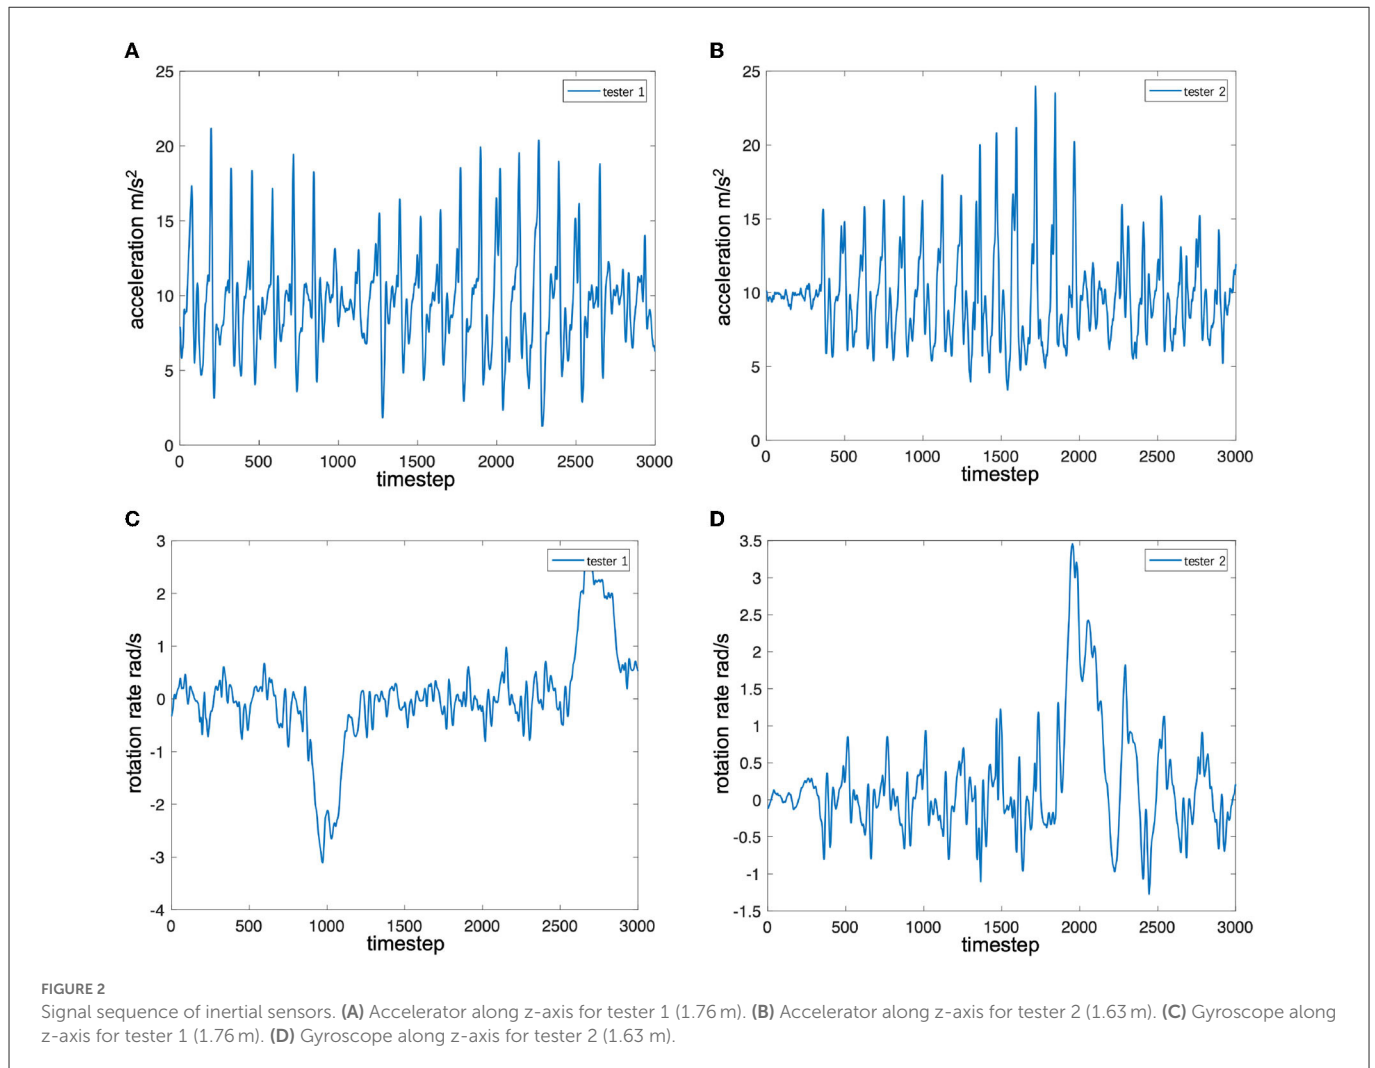 A
25
20
15
10
5
0
acceleration m/s²
tester 1
0 500 1000 1500 2000 2500 3000
timestep
B
25
20
15
10
5
0
acceleration m/s²
tester 2
0 500 1000 1500 2000 2500 3000
timestep
C
3
2
1
0
-1
-2
-3
-4
rotation rate rad/s
tester 1
0 500 1000 1500 2000 2500 3000
timestep
D
3.5
3
2.5
2
1.5
1
0.5
0
-0.5
-1
-1.5
rotation rate rad/s
tester 2
0 500 1000 1500 2000 2500 3000
timestep
FIGURE 2
Signal sequence of inertial sensors. (A) Accelerator along z-axis for tester 1 (1.76 m). (B) Accelerator along z-axis for tester 2 (1.63 m). (C) Gyroscope along
z-axis for tester 1 (1.76 m). (D) Gyroscope along z-axis for tester 2 (1.63 m).